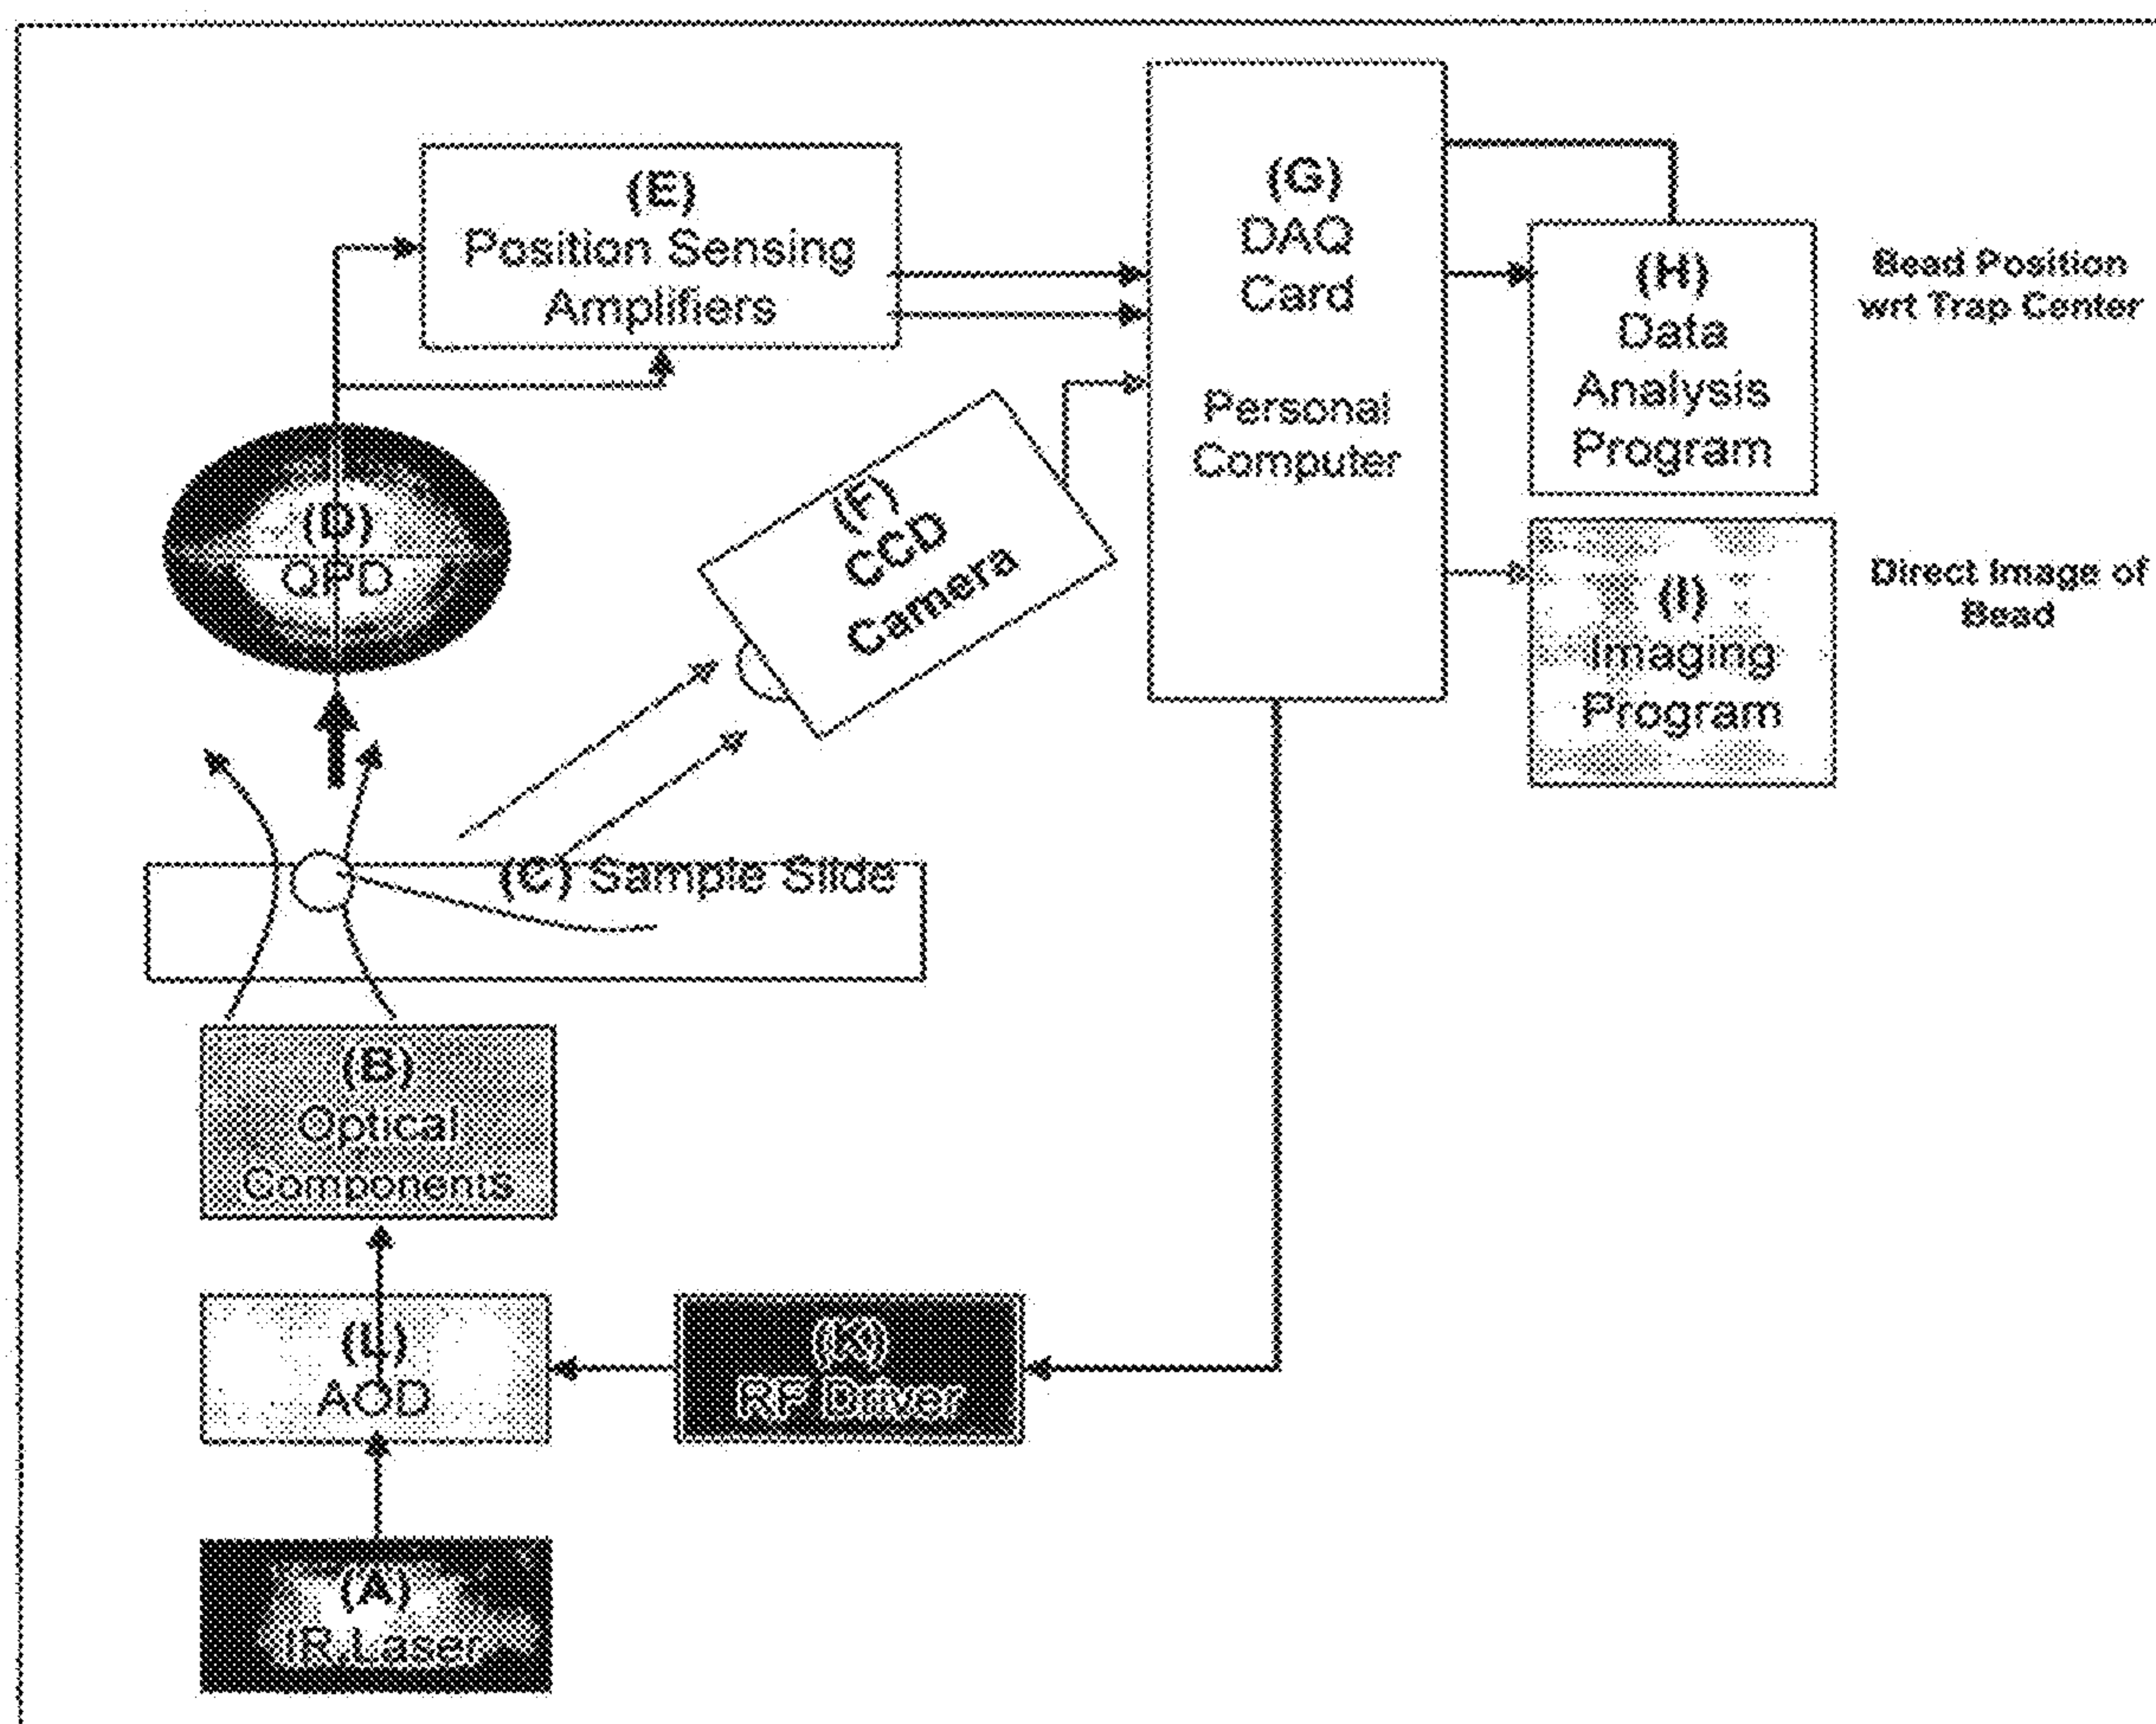 (E)
Position Sensing
Amplifiers
(G)
DAQ
Card
Personal
Computer
(H)
Data
Analysis
Program
Bead Position
wrt Trap Center
(D)
QPD
(F)
CCD
Camera
(I)
Imaging
Program
Direct Image of
Bead
(C) Sample Slide
(B)
Optical
Components
(L)
AOD
(K)
RF Driver
(A)
IR Laser